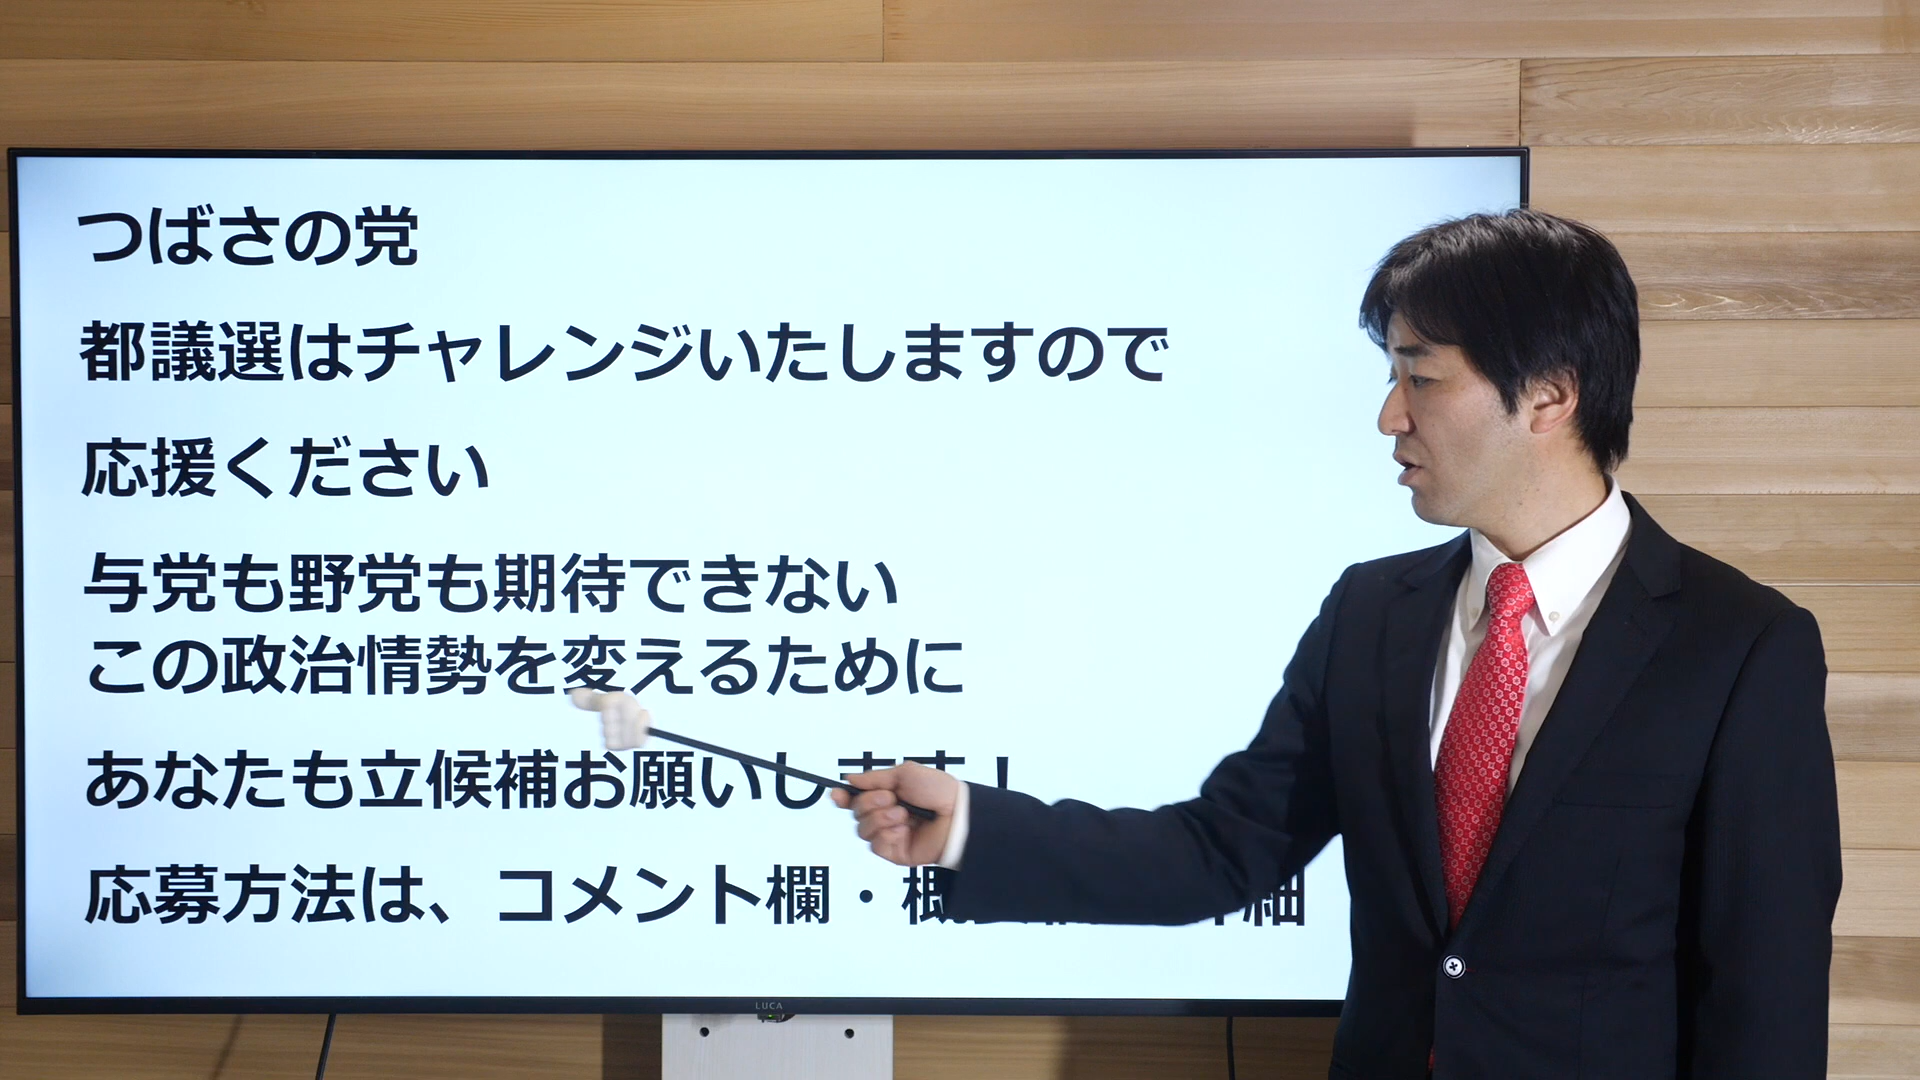 つばさの党
都議選はチャレンジいたしますので
応援ください
与党も野党も期待できない
この政治情勢を変えるために
あなたも立候補お願いします！
応募方法は、コメント欄・概
LUCA